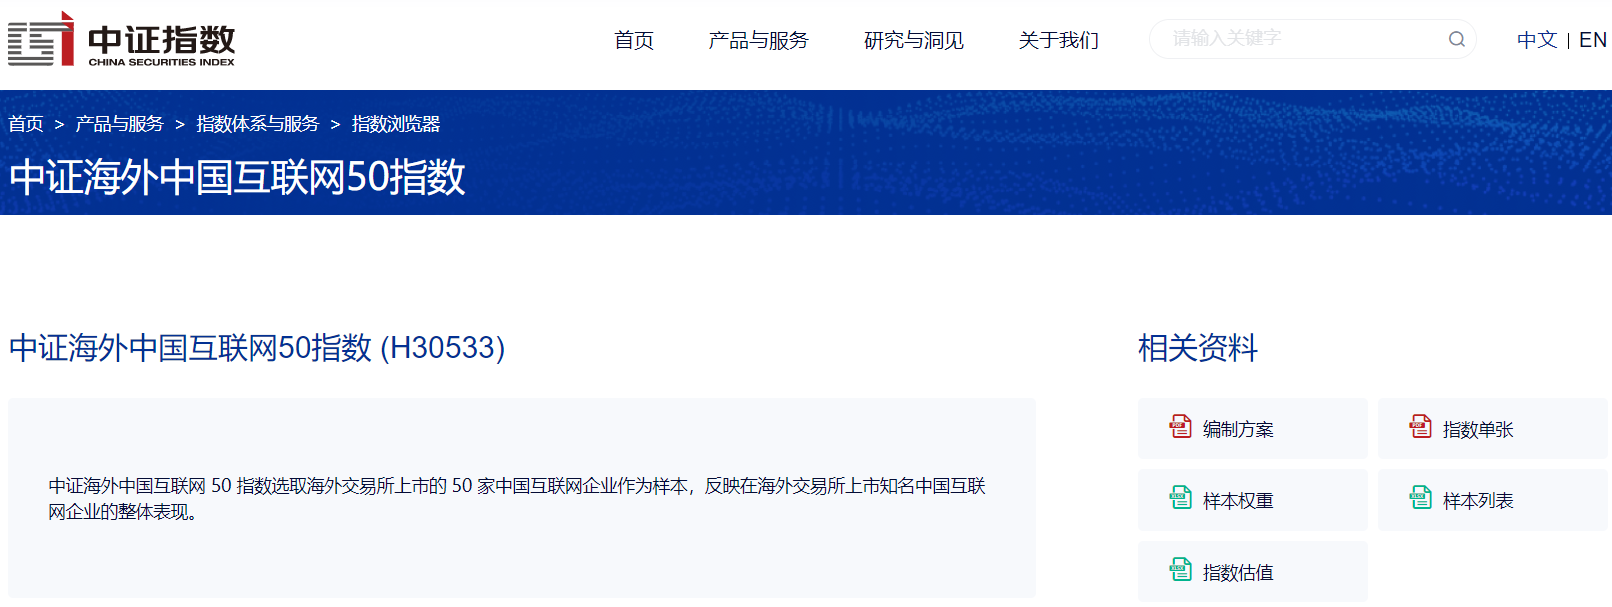 中证指数
CHINA SECURITIES INDEX
首页 产品与服务 研究与洞见 关于我们 请输入关键字 中文 | EN
首页 > 产品与服务 > 指数体系与服务 > 指数浏览器
中证海外中国互联网50指数
中证海外中国互联网50指数 (H30533)
中证海外中国互联网 50 指数选取海外交易所上市的 50 家中国互联网企业作为样本，反映在海外交易所上市知名中国互联
网企业的整体表现。
相关资料
PDF 编制方案 PDF 指数单张
XLSX 样本权重 XLSX 样本列表
XLSX 指数估值